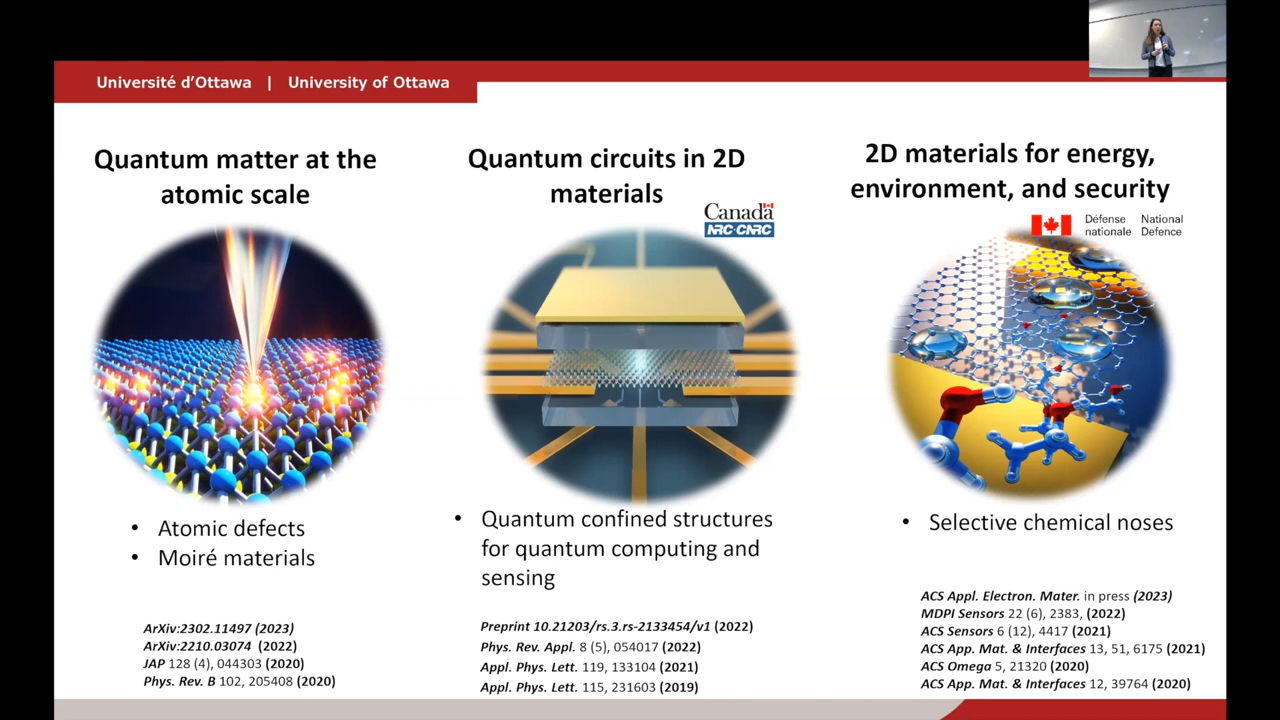 Université d'Ottawa | University of Ottawa
Quantum matter at the
atomic scale
Quantum circuits in 2D
materials
Canada
NRC·CNRC
2D materials for energy,
environment, and security
Défense National
nationale Defence
• Atomic defects
• Moiré materials
• Quantum confined structures
for quantum computing and
sensing
• Selective chemical noses
ArXiv:2302.11497 (2023)
ArXiv:2210.03074 (2022)
JAP 128 (4), 044303 (2020)
Phys. Rev. B 102, 205408 (2020)
Preprint 10.21203/rs.3.rs-2133454/v1 (2022)
Phys. Rev. Appl. 8 (5), 054017 (2022)
Appl. Phys. Lett. 119, 133104 (2021)
Appl. Phys. Lett. 115, 231603 (2019)
ACS Appl. Electron. Mater. in press (2023)
MDPI Sensors 22 (6), 2383, (2022)
ACS Sensors 6 (12), 4417 (2021)
ACS App. Mat. & Interfaces 13, 51, 6175 (2021)
ACS Omega 5, 21320 (2020)
ACS App. Mat. & Interfaces 12, 39764 (2020)